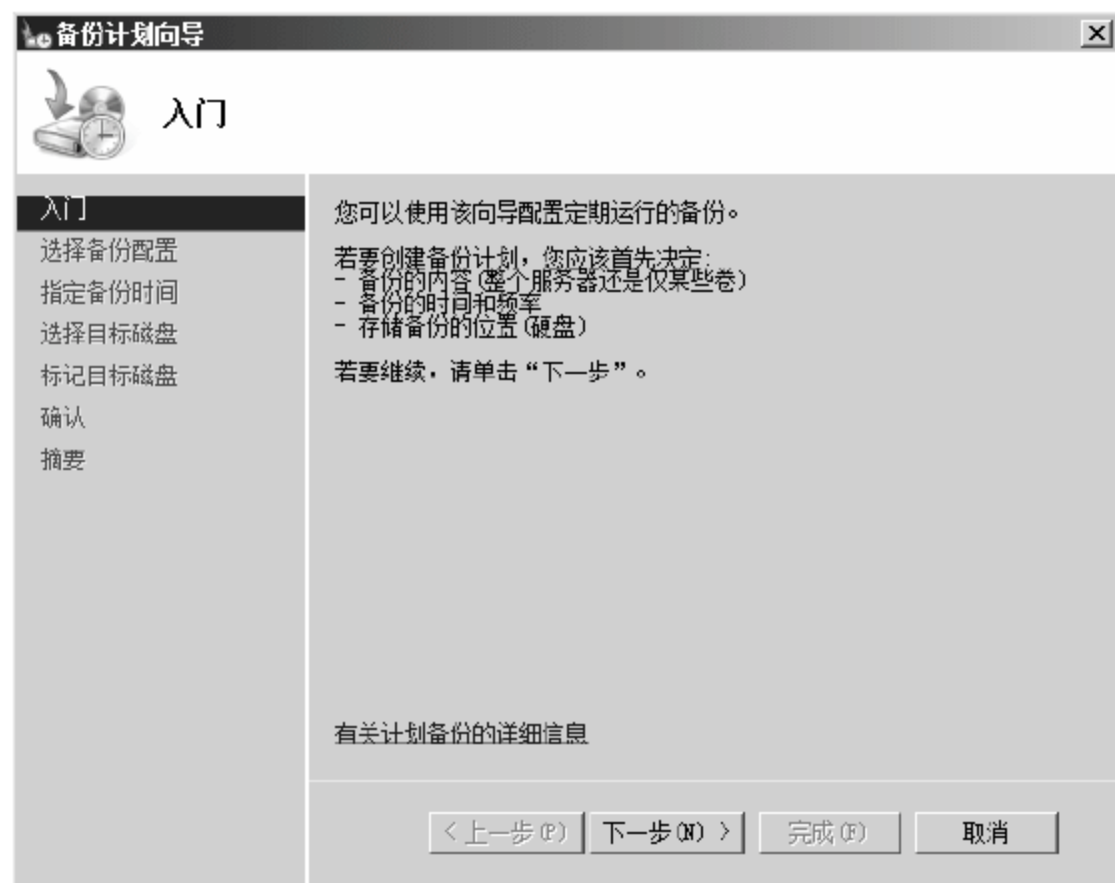 备份计划向导
入门
入门
选择备份配置
指定备份时间
选择目标磁盘
标记目标磁盘
确认
摘要
您可以使用该向导配置定期运行的备份。
若要创建备份计划，您应该首先决定:
- 备份的内容(整个服务器还是仅某些卷)
- 备份的时间和频率
- 存储备份的位置(硬盘)
若要继续，请单击“下一步”。
有关计划备份的详细信息
< 上一步(P)
下一步(N) >
完成(F)
取消